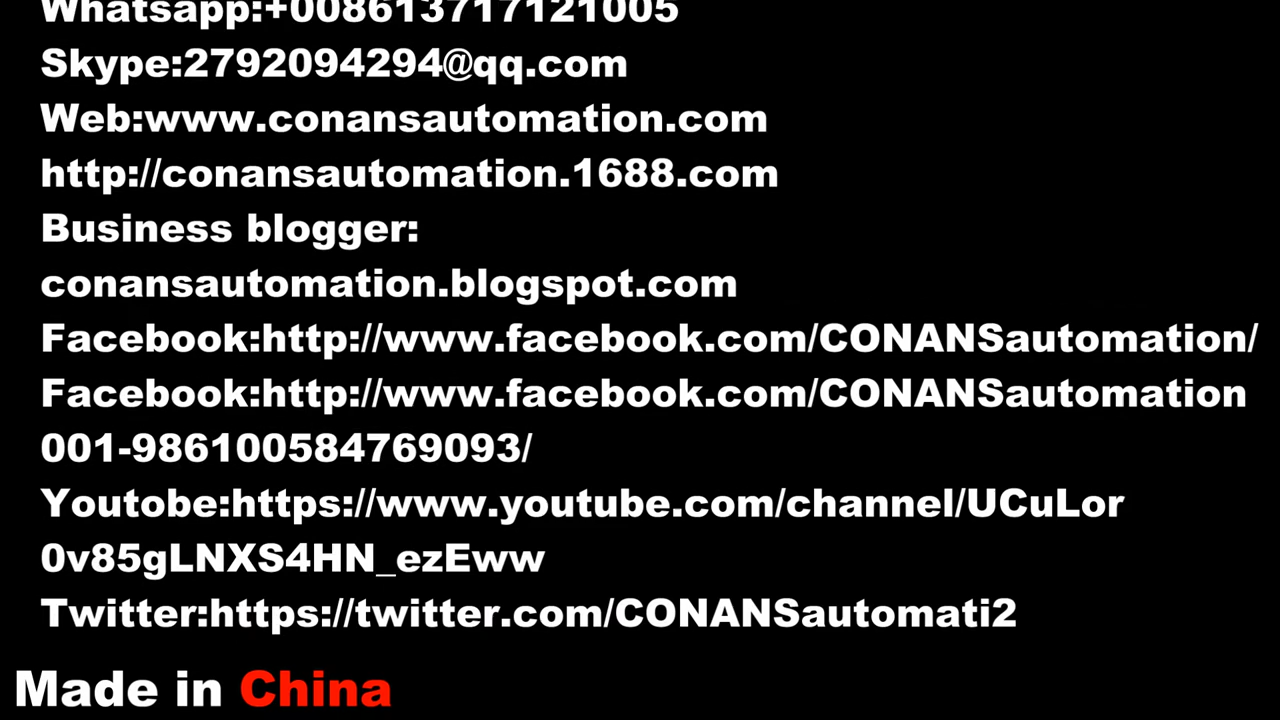 Whatsapp:+008613717121005
Skype:2792094294@qq.com
Web:www.conansautomation.com
http://conansautomation.1688.com
Business blogger:
conansautomation.blogspot.com
Facebook:http://www.facebook.com/CONANSautomation/
Facebook:http://www.facebook.com/CONANSautomation
001-986100584769093/
Youtobe:https://www.youtube.com/channel/UCuLor
0v85gLNXS4HN_ezEww
Twitter:https://twitter.com/CONANSautomati2
Made in China